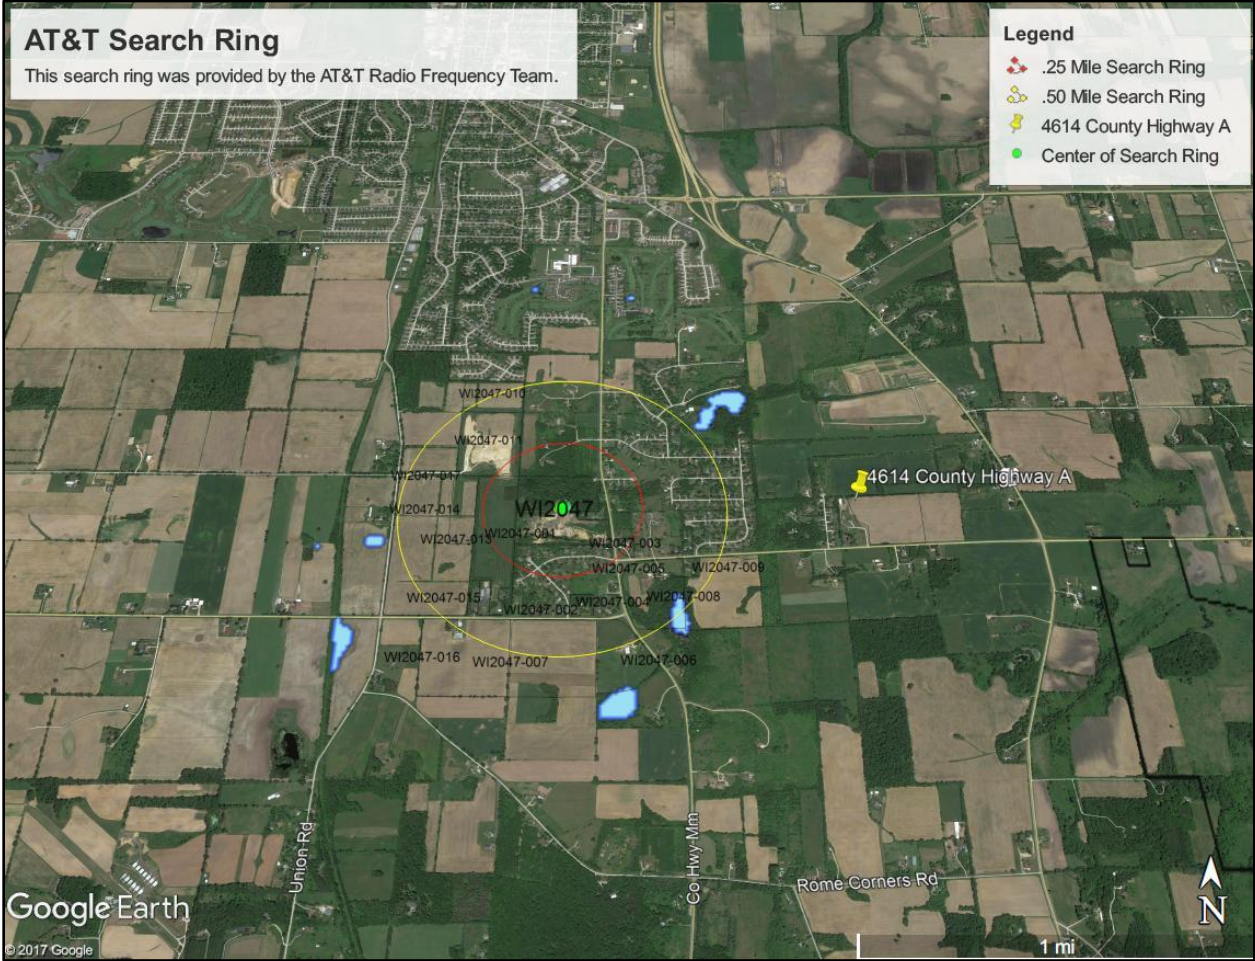 AT&T Search Ring
This search ring was provided by the AT&T Radio Frequency Team.
Legend
.25 Mile Search Ring
.50 Mile Search Ring
4614 County Highway A
Center of Search Ring
WI2047-010
WI2047-011
WI2047-017
4614 County Highway A
WI2047-014
WI2047
WI2047-013
WI2047-001
WI2047-003
WI2047-005
WI2047-009
WI2047-015
WI2047-002
WI2047-004
WI2047-008
WI2047-016
WI2047-007
WI2047-006
Union Rd
Co Hwy Mm
Rome Corners Rd
Google Earth
N
© 2017 Google
1 mi